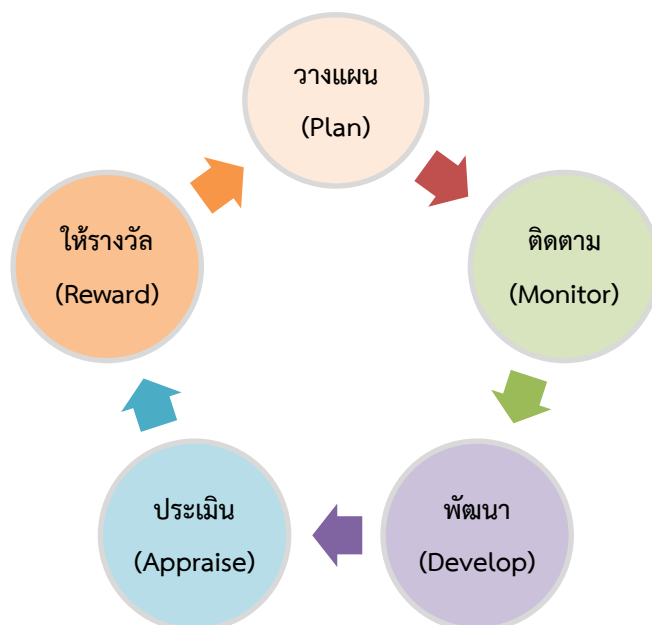 วางแผน
(Plan)
ติดตาม
(Monitor)
พัฒนา
(Develop)
ประเมิน
(Appraise)
ให้รางวัล
(Reward)